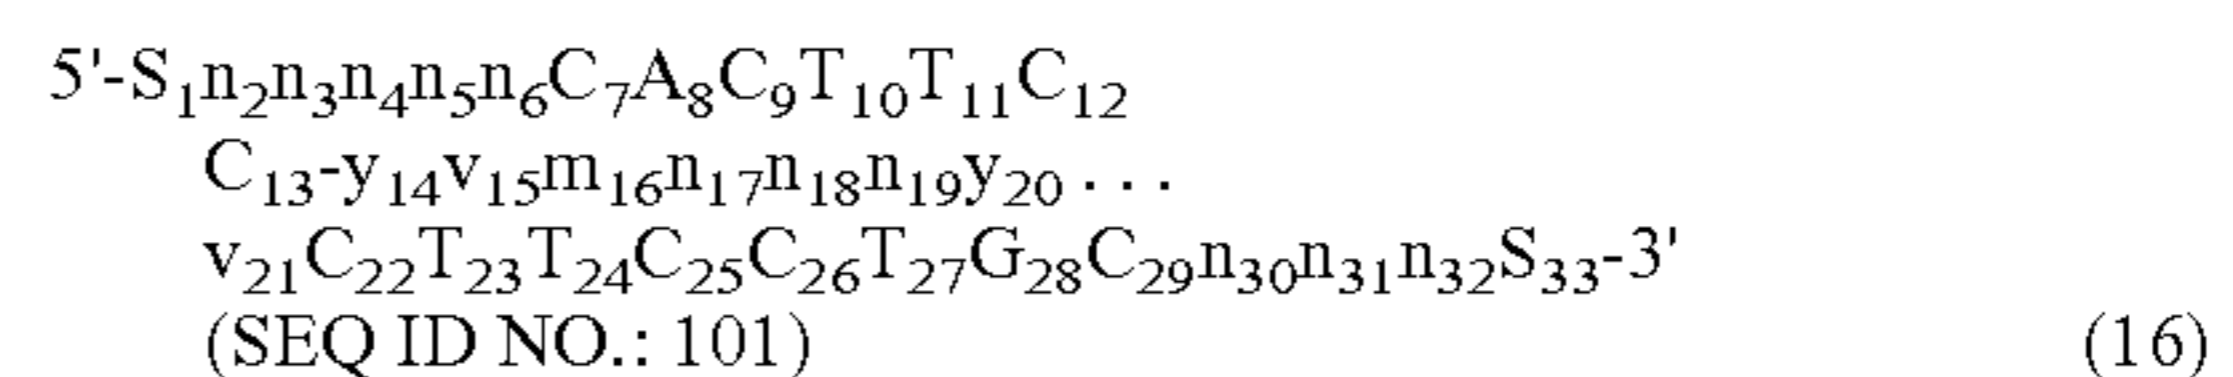 5'-S₁n₂n₃n₄n₅n₆C₇A₈C₉T₁₀T₁₁C₁₂
C₁₃-y₁₄v₁₅m₁₆n₁₇n₁₈n₁₉y₂₀ . . .
v₂₁C₂₂T₂₃T₂₄C₂₅C₂₆T₂₇G₂₈C₂₉n₃₀n₃₁n₃₂S₃₃-3'
(SEQ ID NO.: 101) (16)